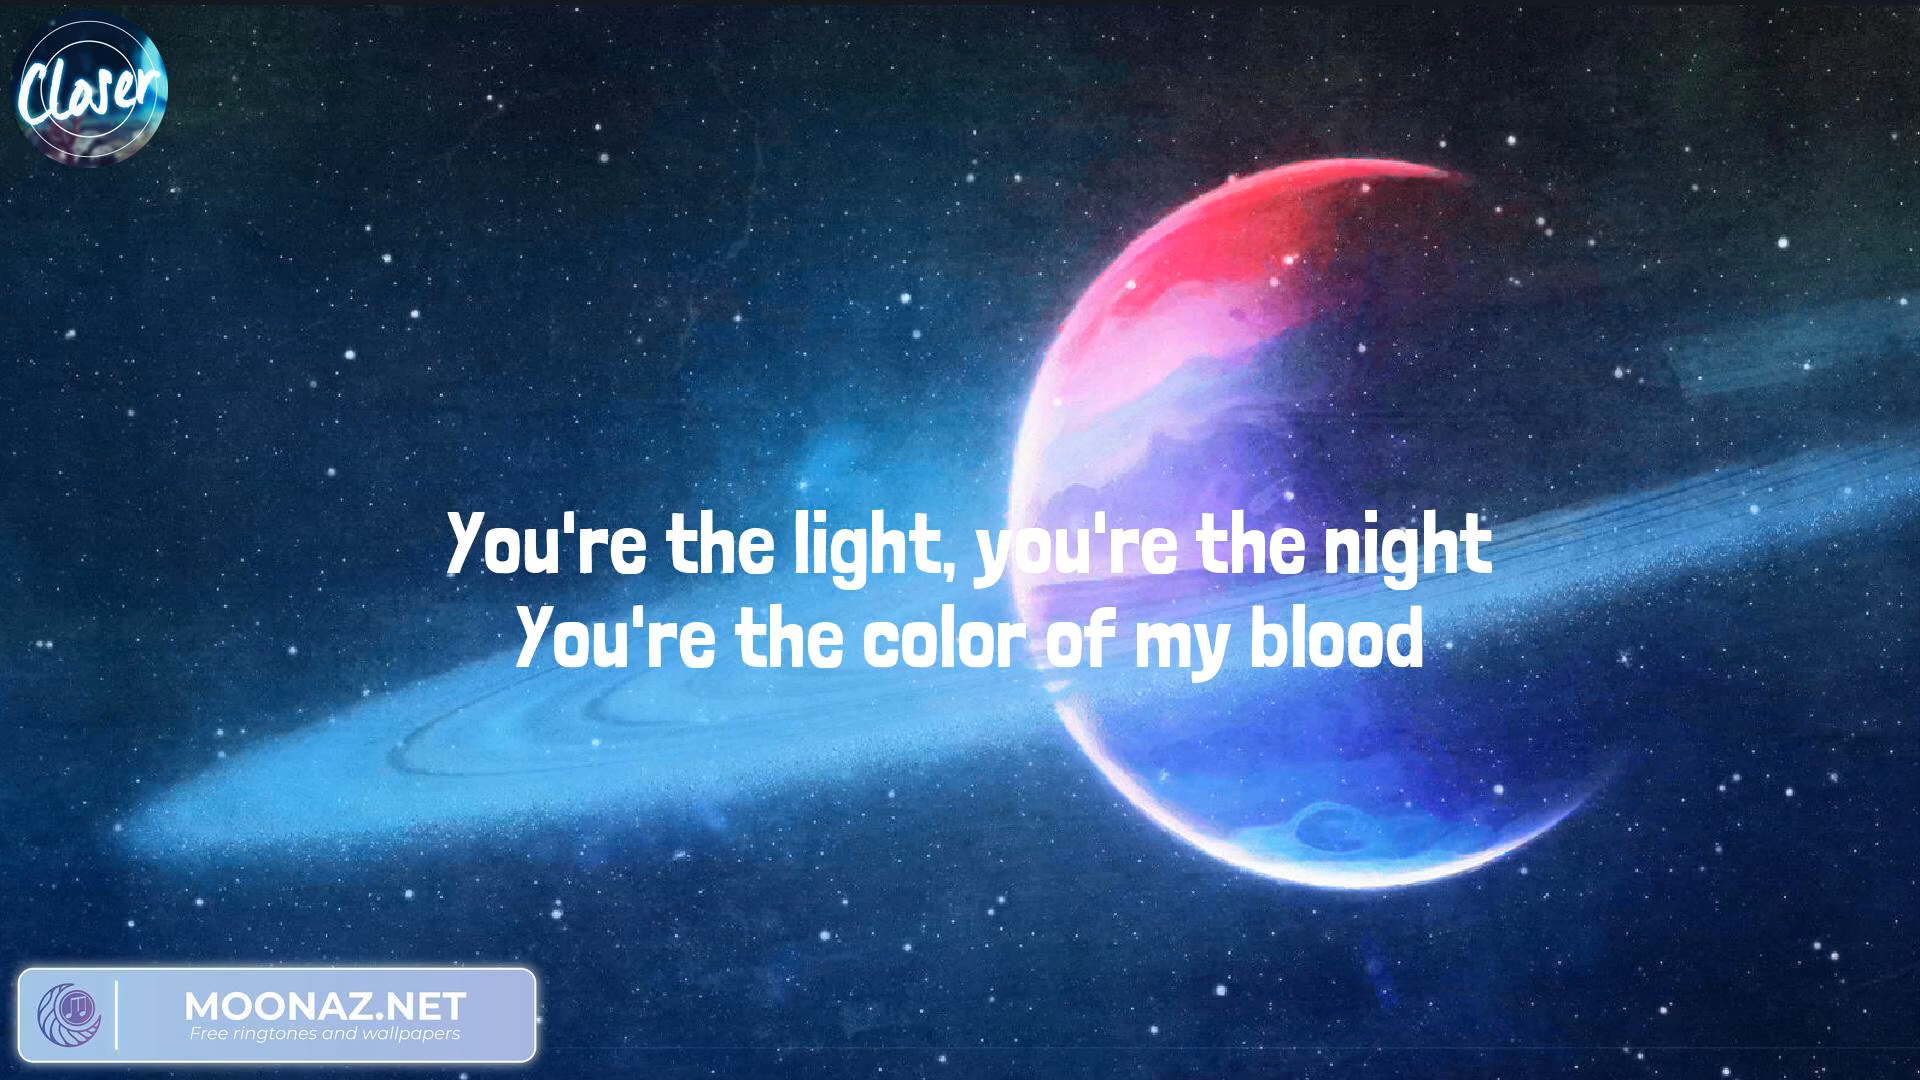 Closer
You're the light, you're the night
You're the color of my blood
MOONAZ.NET
Free ringtones and wallpapers